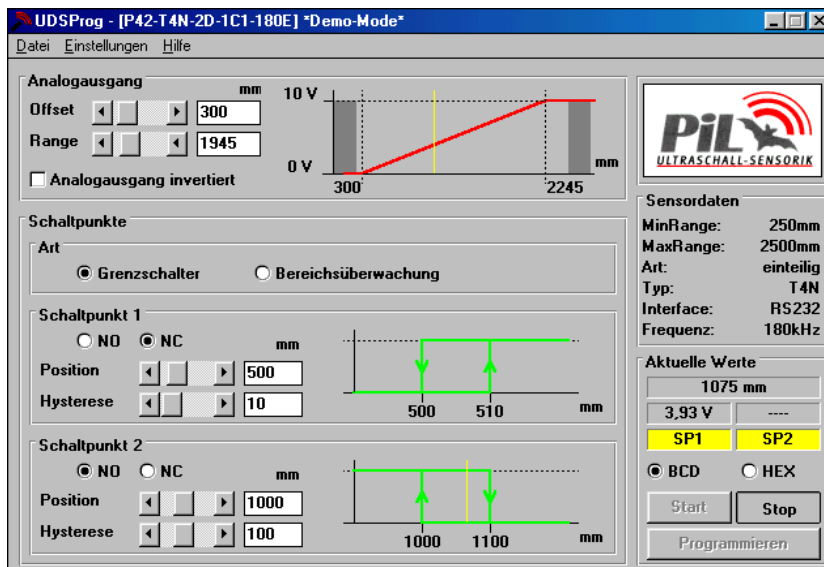 UDSProg - [P42-T4N-2D-1C1-180E] *Demo-Mode*
Datei Einstellungen Hilfe
Analogausgang
mm
Offset 300
Range 1945
Analogausgang invertiert
10 V
0 V
300 2245
mm
Schaltpunkte
Art
Grenzschalter Bereichsüberwachung
Schaltpunkt 1
NO NC mm
Position 500
Hysterese 10
500 510 mm
Schaltpunkt 2
NO NC mm
Position 1000
Hysterese 100
1000 1100 mm
PiL
ULTRASCHALL-SENSORIK
Sensordaten
MinRange: 250mm
MaxRange: 2500mm
Art: einteilig
Typ: T4N
Interface: RS232
Frequenz: 180kHz
Aktuelle Werte
1075 mm
3,93 V ----
SP1 SP2
BCD HEX
Start Stop
Programmieren